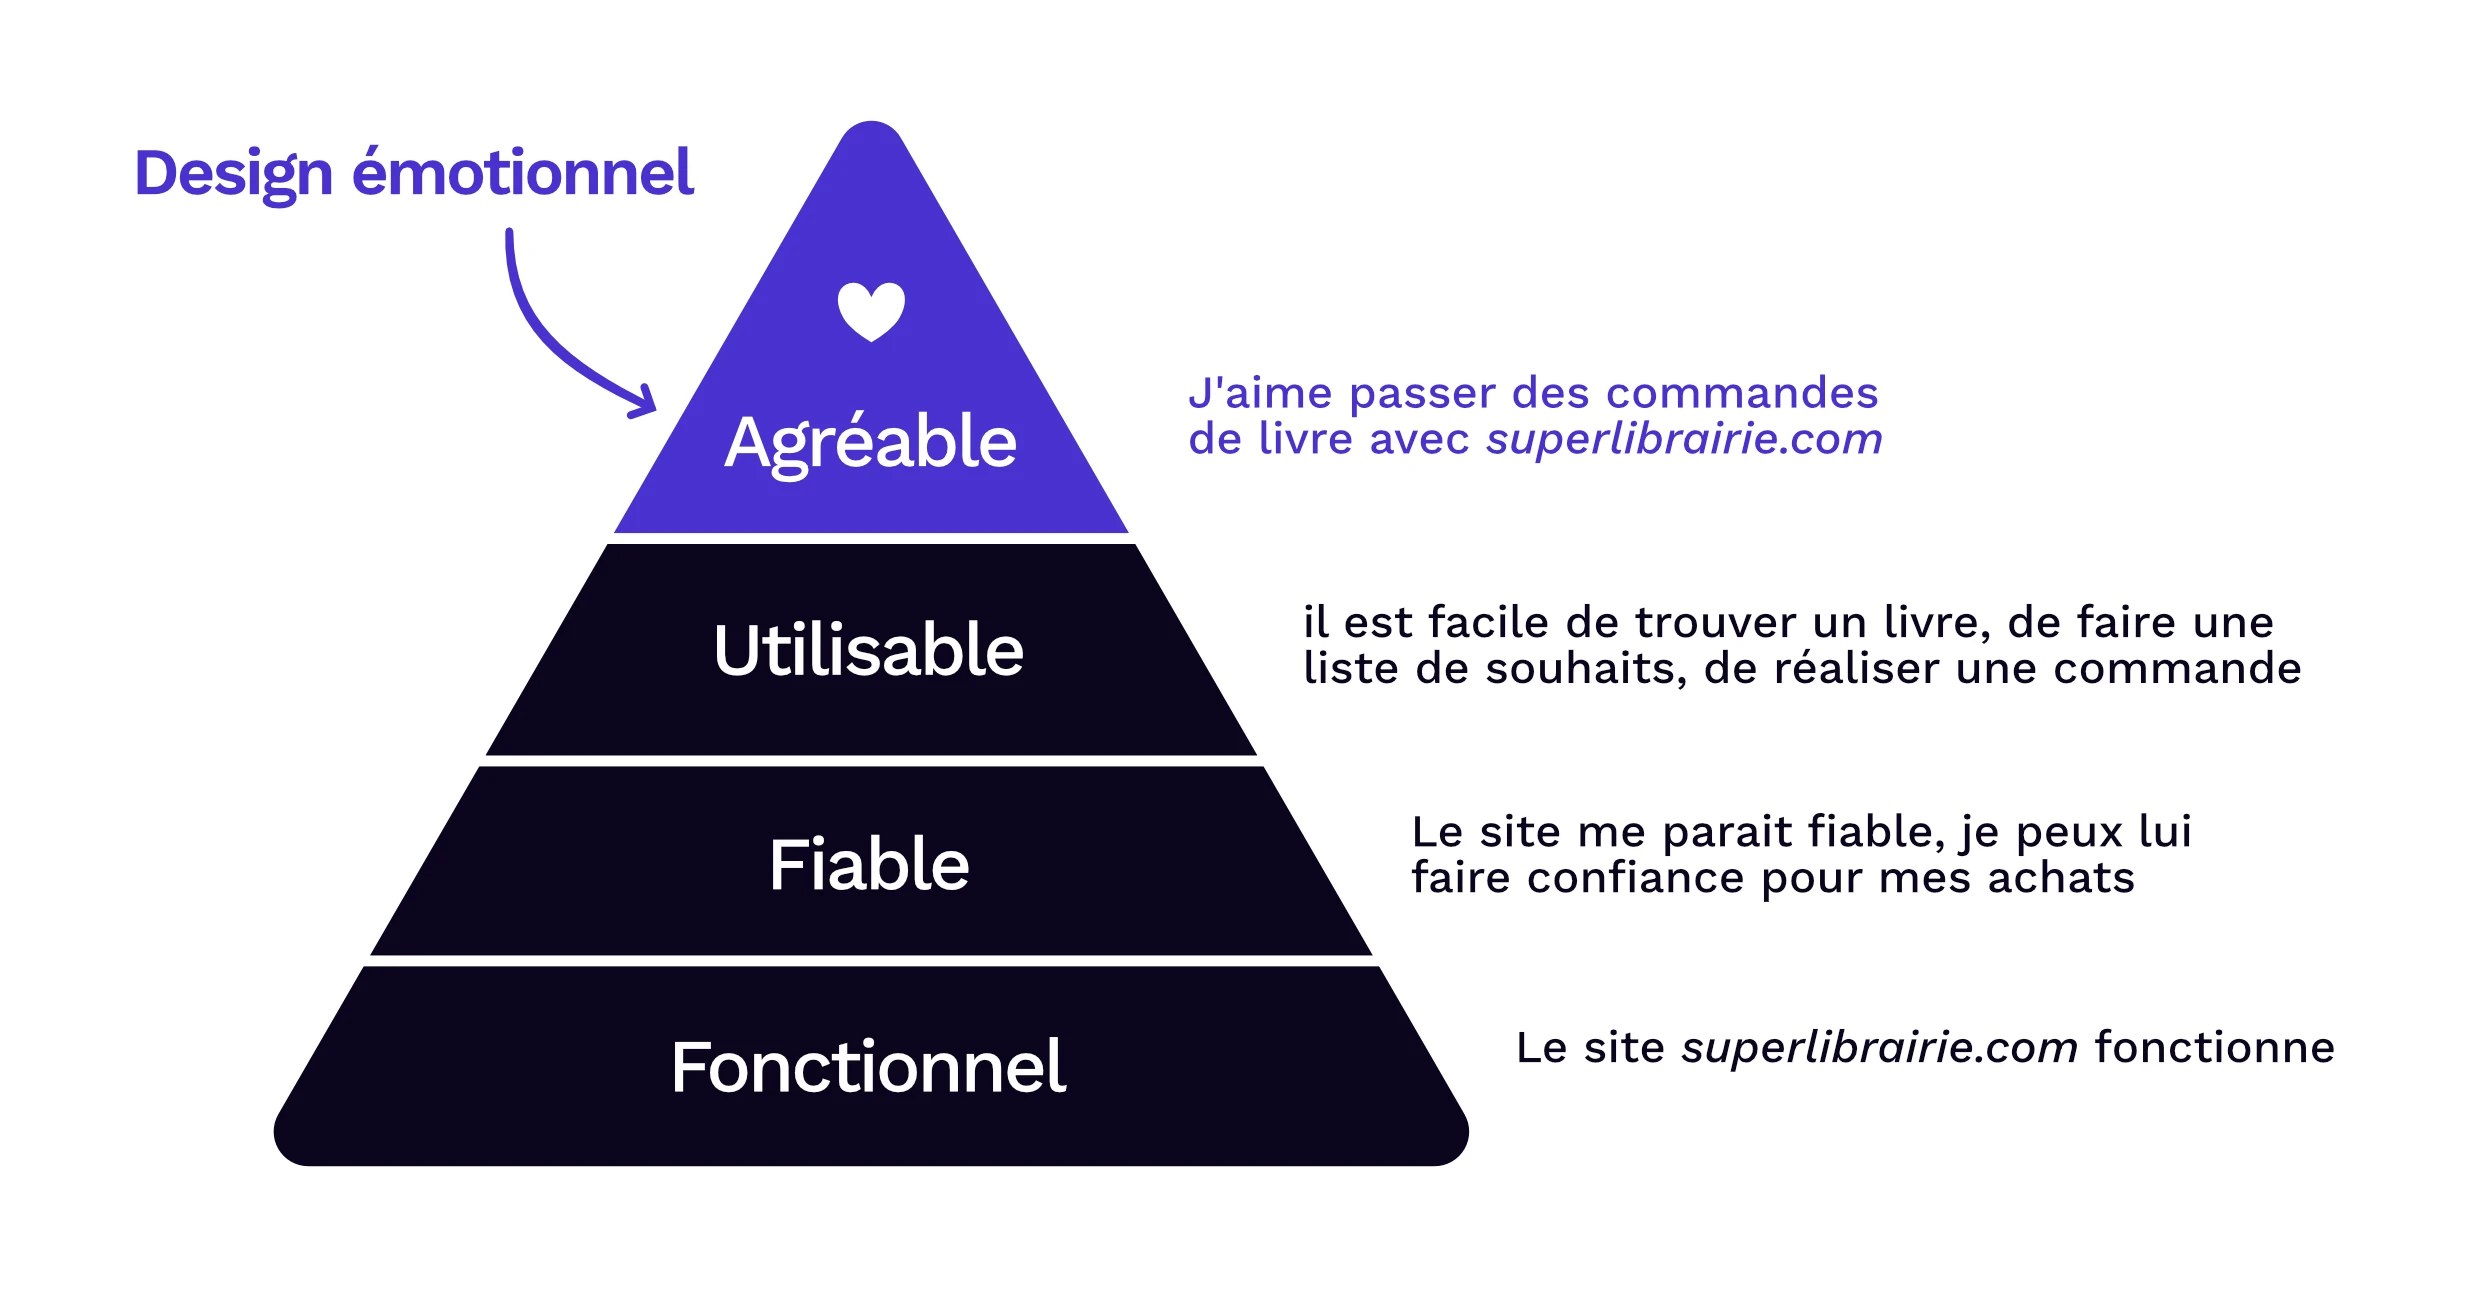 Design émotionnel
Agréable
J'aime passer des commandes
de livre avec superlibrairie.com
Utilisable
il est facile de trouver un livre, de faire une
liste de souhaits, de réaliser une commande
Fiable
Le site me parait fiable, je peux lui
faire confiance pour mes achats
Fonctionnel
Le site superlibrairie.com fonctionne